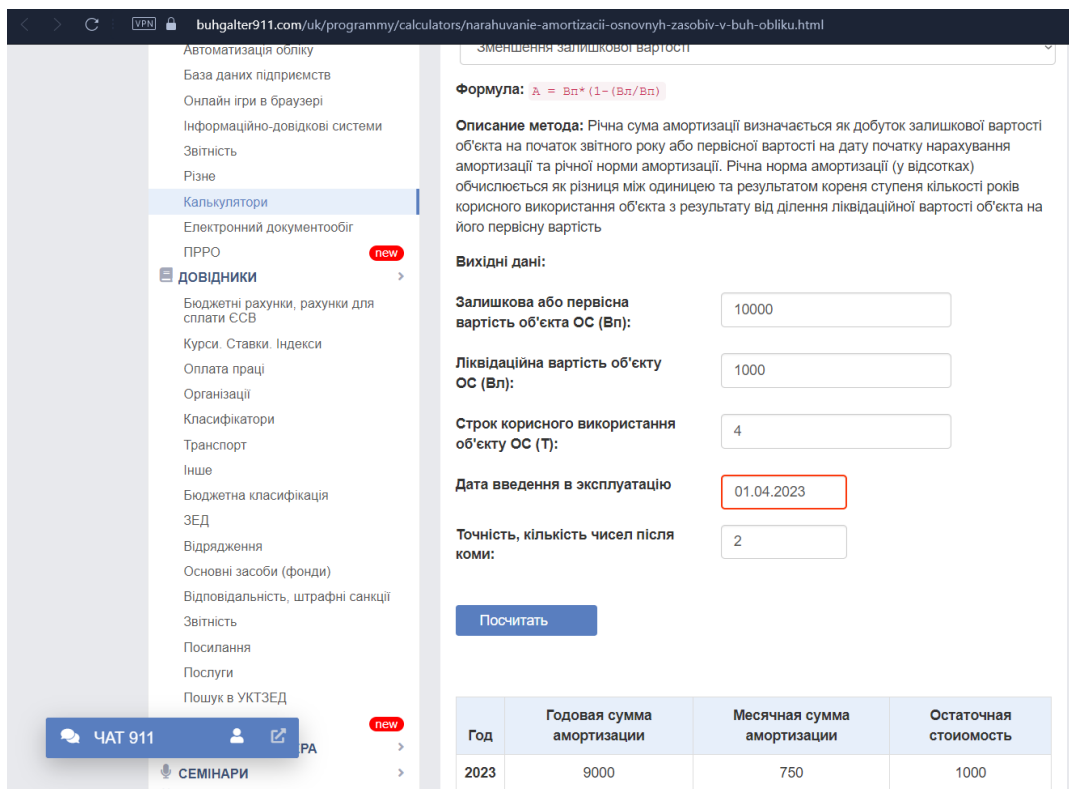 VPN buhgalter911.com/uk/programmy/calculators/narahuvanie-amortizacii-osnovnyh-zasobiv-v-buh-obliku.html
Автоматизація обліку
База даних підприємств
Онлайн ігри в браузері
Інформаційно-довідкові системи
Звітність
Різне
Калькулятори
Електронний документообіг
ПРРО new
ДОВІДНИКИ
Бюджетні рахунки, рахунки для
сплати ЄСВ
Курси. Ставки. Індекси
Оплата праці
Організації
Класифікатори
Транспорт
Інше
Бюджетна класифікація
ЗЕД
Відрядження
Основні засоби (фонди)
Відповідальність, штрафні санкції
Звітність
Посилання
Послуги
Пошук в УКТЗЕД
new
ЧАТ 911
РА
СЕМІНАРИ
Зменшення залишкової вартості
Формула: А = Вп*(1-(Вл/Вп)
Описание метода: Річна сума амортизації визначається як добуток залишкової вартості
об'єкта на початок звітного року або первісної вартості на дату початку нарахування
амортизації та річної норми амортизації. Річна норма амортизації (у відсотках)
обчислюється як різниця між одиницею та результатом кореня ступеня кількості років
корисного використання об'єкта з результату від ділення ліквідаційної вартості об'єкта на
його первісну вартість
Вихідні дані:
Залишкова або первісна
вартість об'єкта ОС (Вп):
10000
Ліквідаційна вартість об'єкту
ОС (Вл):
1000
Строк корисного використання
об'єкту ОС (Т):
4
Дата введення в эксплуатацію
01.04.2023
Точність, кількість чисел після
коми:
2
Посчитать
Год
Годовая сумма
амортизации
Месячная сумма
амортизации
Остаточная
стоиомость
2023 9000 750 1000